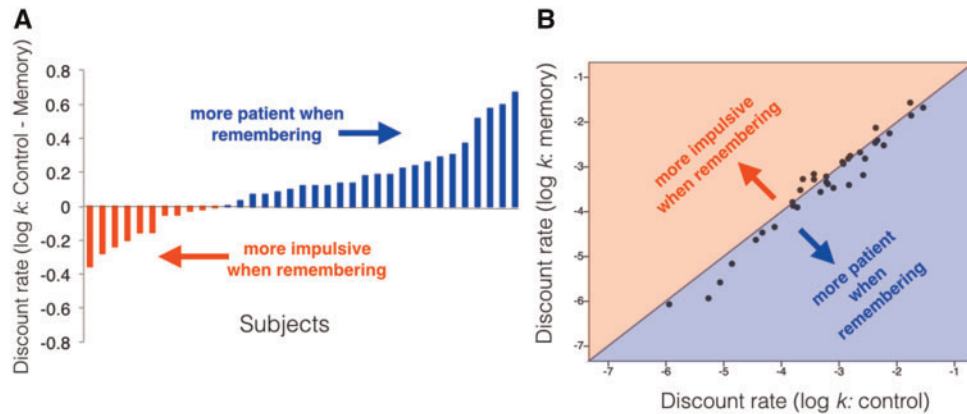 A
Discount rate (log k: Control - Memory)
0.8
0.6
0.4
0.2
0
-0.2
-0.4
-0.6
-0.8
more patient when
remembering
more impulsive
when remembering
Subjects
B
Discount rate (log k: memory)
-1
-2
-3
-4
-5
-6
-7
more impulsive
when remembering
more patient
when
remembering
-7
-6
-5
-4
-3
-2
-1
Discount rate (log k: control)